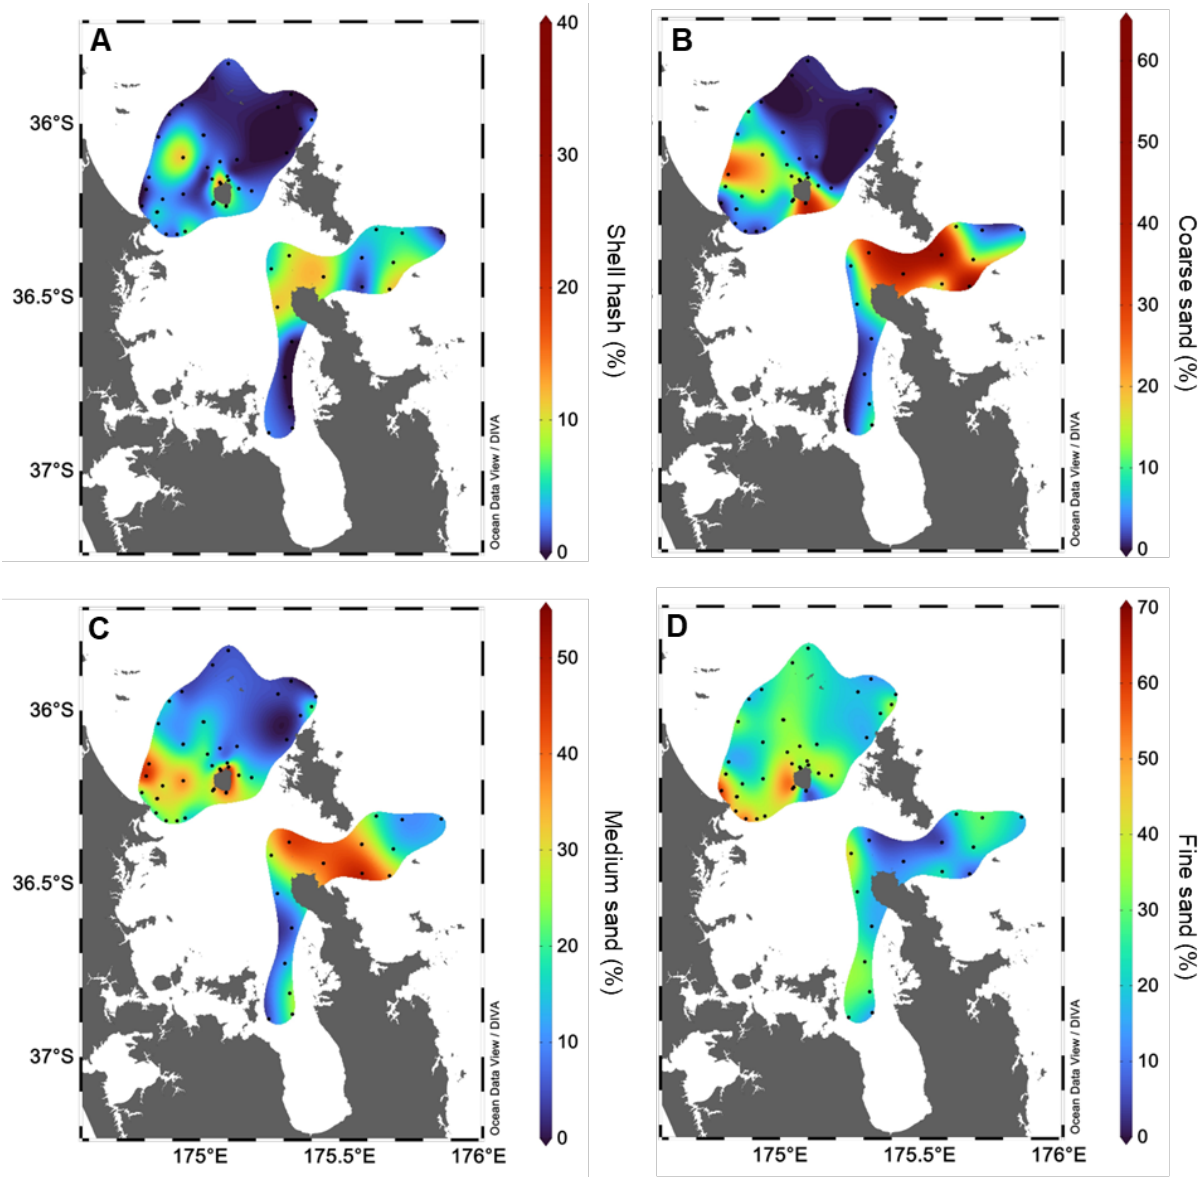 A
36°S
36.5°S
37°S
40
30
20
10
0
Shell hash (%)
Ocean Data View / DIVA
B
60
50
40
30
20
10
0
Coarse sand (%)
Ocean Data View / DIVA
C
36°S
36.5°S
37°S
175°E
175.5°E
176°E
50
40
30
20
10
0
Medium sand (%)
Ocean Data View / DIVA
D
175°E
175.5°E
176°E
70
60
50
40
30
20
10
0
Fine sand (%)
Ocean Data View / DIVA